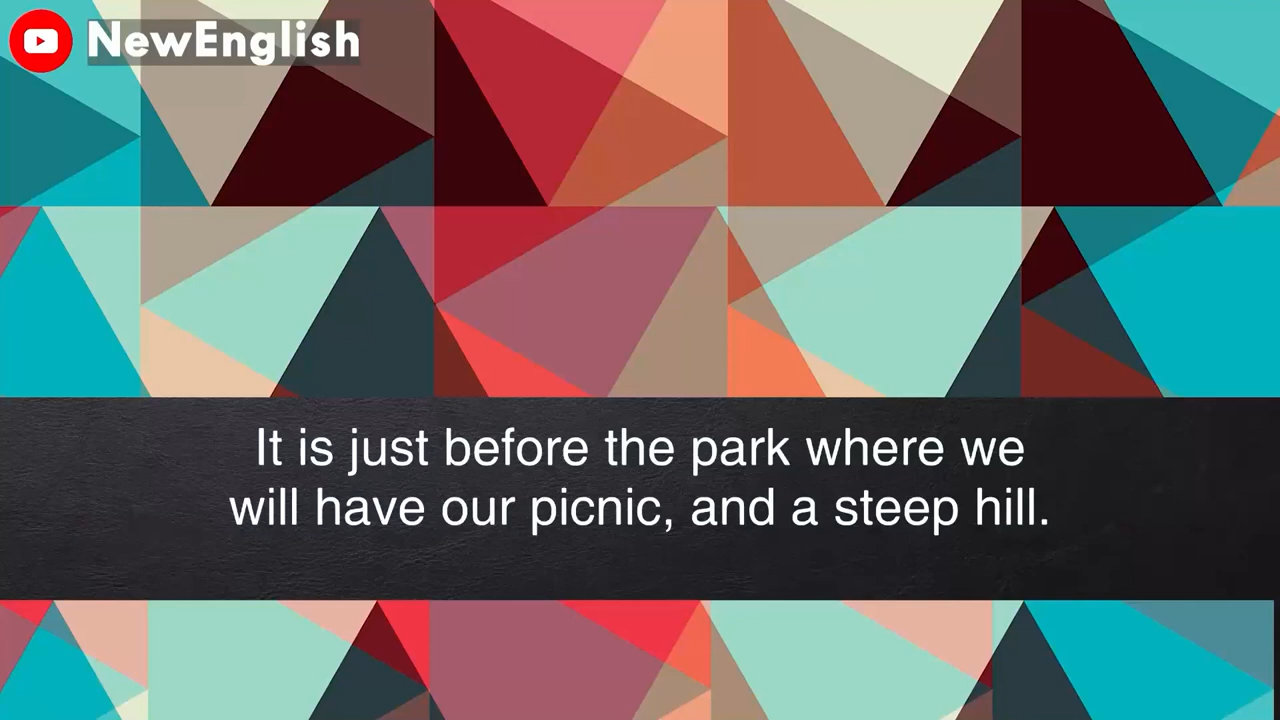 NewEnglish
It is just before the park where we
will have our picnic, and a steep hill.